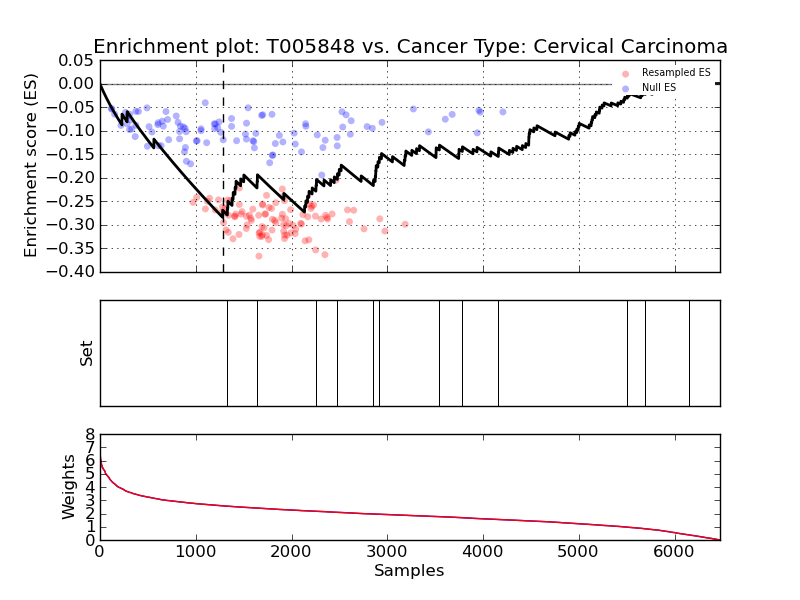 Enrichment plot: T005848 vs. Cancer Type: Cervical Carcinoma
0.05
0.00
−0.05
−0.10
−0.15
−0.20
−0.25
−0.30
−0.35
−0.40
Enrichment score (ES)
Resampled ES
Null ES
Set
8
7
6
5
4
3
2
1
0
Weights
0 1000 2000 3000 4000 5000 6000
Samples